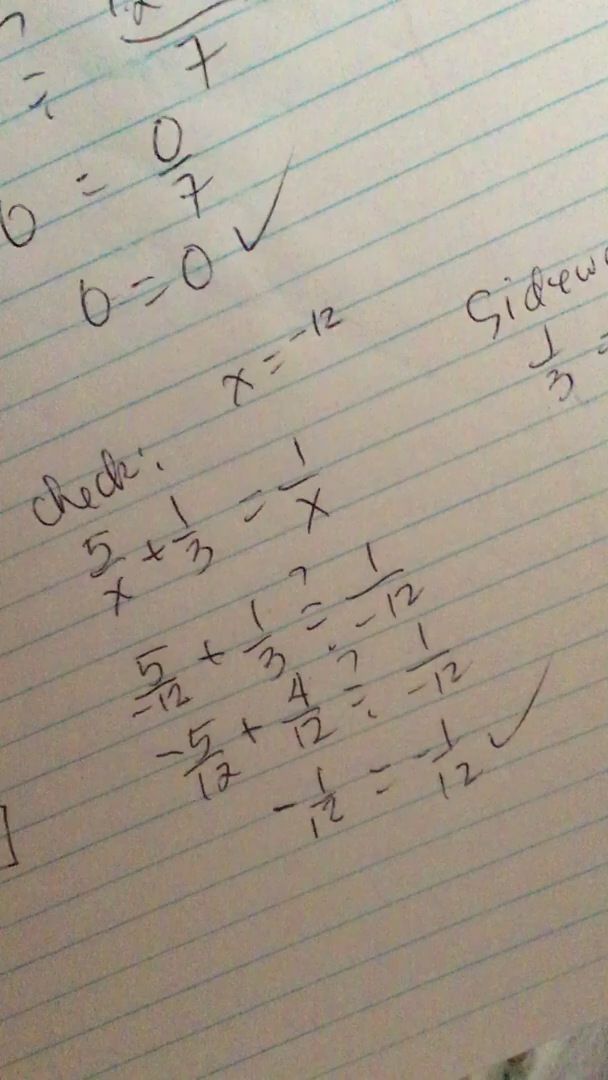 = 12/7
0 = 0/7
0 = 0 ✓
x = -12
Sidew
1/3 =
check:
5/x + 1/3 = 1/x
5/-12 + 1/3 ≟ 1/-12
-5/12 + 4/12 ≟ 1/-12
-1/12 = -1/12 ✓
]